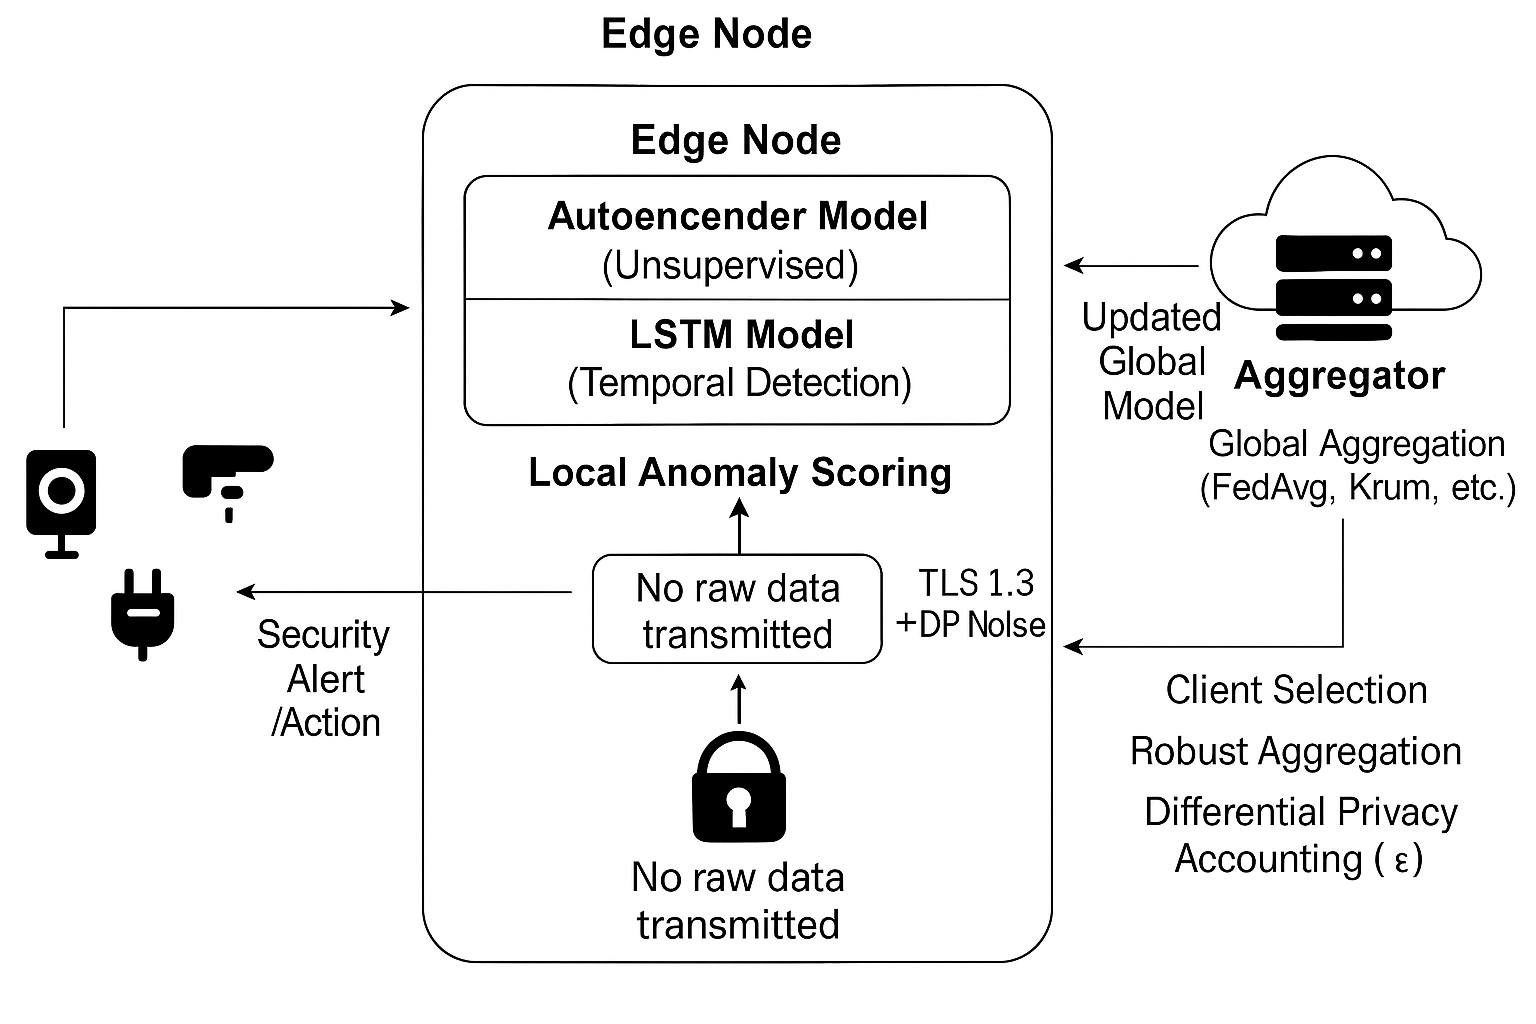 Edge Node
Edge Node
Autoencender Model
(Unsupervised)
LSTM Model
(Temporal Detection)
Local Anomaly Scoring
No raw data
transmitted
TLS 1.3
+DP Nolse
No raw data
transmitted
Security
Alert
/Action
Updated
Global
Model
Aggregator
Global Aggregation
(FedAvg, Krum, etc.)
Client Selection
Robust Aggregation
Differential Privacy
Accounting ( ε)